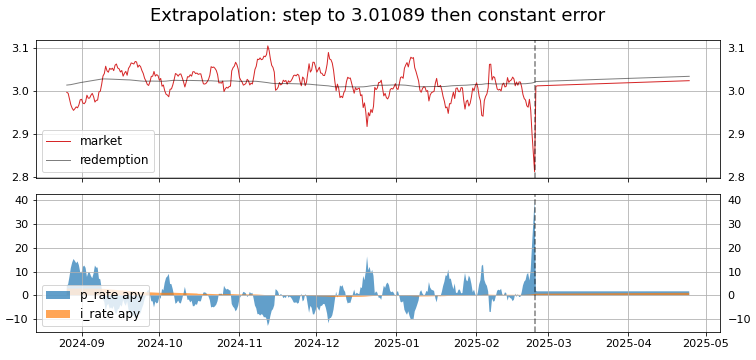 Extrapolation: step to 3.01089 then constant error
3.1 3.1
3.0 3.0
2.9 2.9
2.8 2.8
market
redemption
40 40
30 30
20 20
10 10
0 0
−10 −10
p_rate apy
i_rate apy
2024-09 2024-10 2024-11 2024-12 2025-01 2025-02 2025-03 2025-04 2025-05